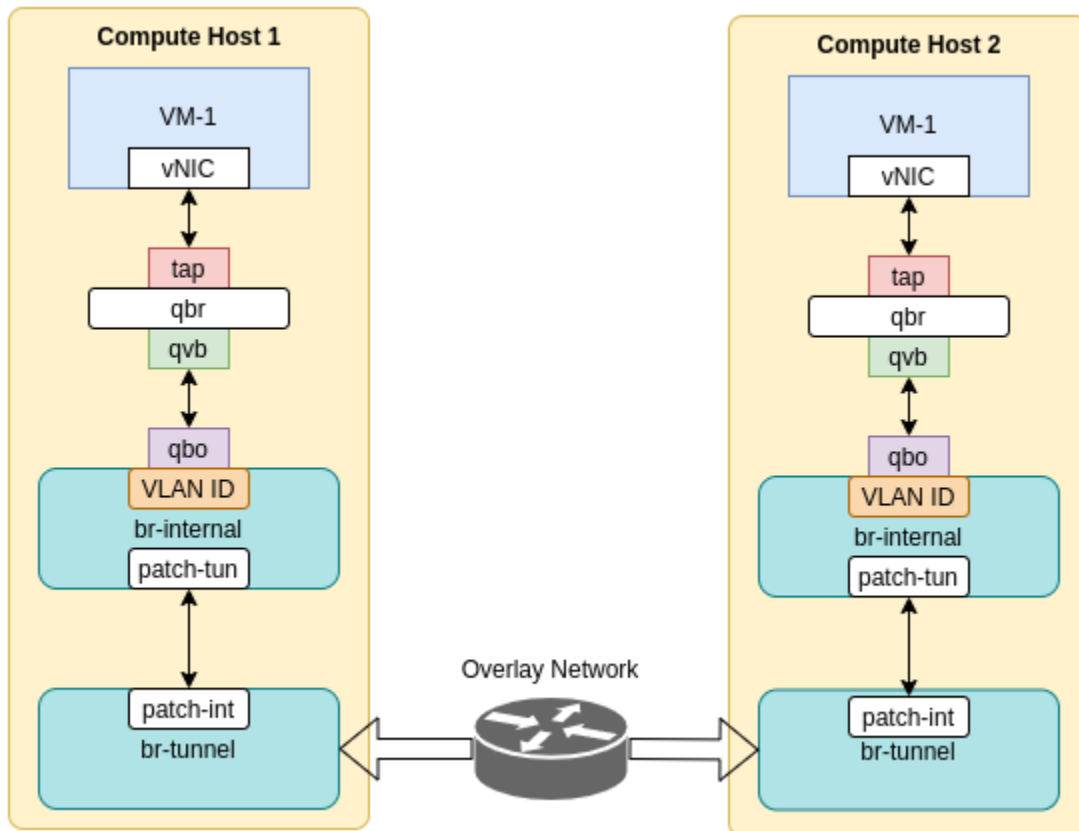 Compute Host 1
VM-1
vNIC
tap
qbr
qvb
qbo
VLAN ID
br-internal
patch-tun
patch-int
br-tunnel
Overlay Network
Compute Host 2
VM-1
vNIC
tap
qbr
qvb
qbo
VLAN ID
br-internal
patch-tun
patch-int
br-tunnel